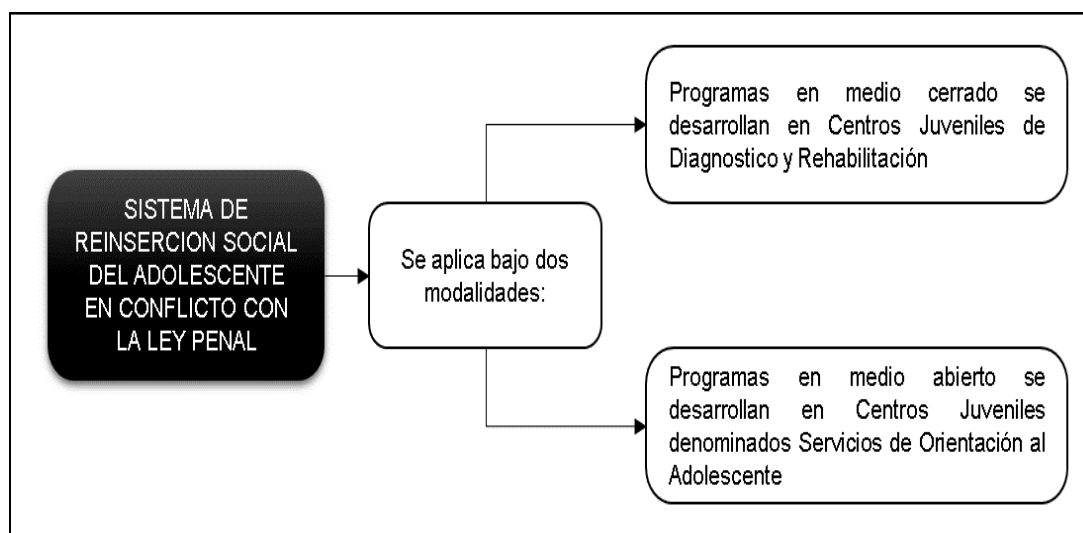 SISTEMA DE
REINSERCION SOCIAL
DEL ADOLESCENTE
EN CONFLICTO CON
LA LEY PENAL
Se aplica bajo dos
modalidades:
Programas en medio cerrado se
desarrollan en Centros Juveniles de
Diagnostico y Rehabilitación
Programas en medio abierto se
desarrollan en Centros Juveniles
denominados Servicios de Orientación al
Adolescente